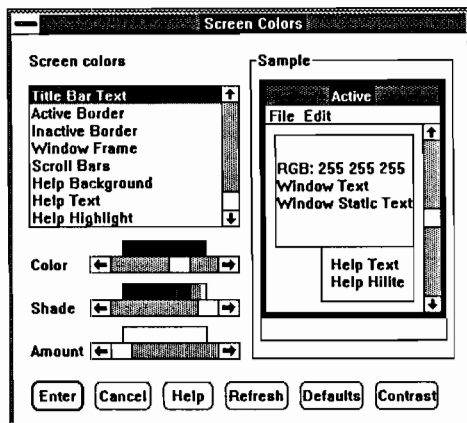 Screen Colors
Screen colors
Title Bar Text
Active Border
Inactive Border
Window Frame
Scroll Bars
Help Background
Help Text
Help Highlight
Color
Shade
Amount
Sample
Active
File Edit
RGB: 255 255 255
Window Text
Window Static Text
Help Text
Help Hilite
Enter
Cancel
Help
Refresh
Defaults
Contrast